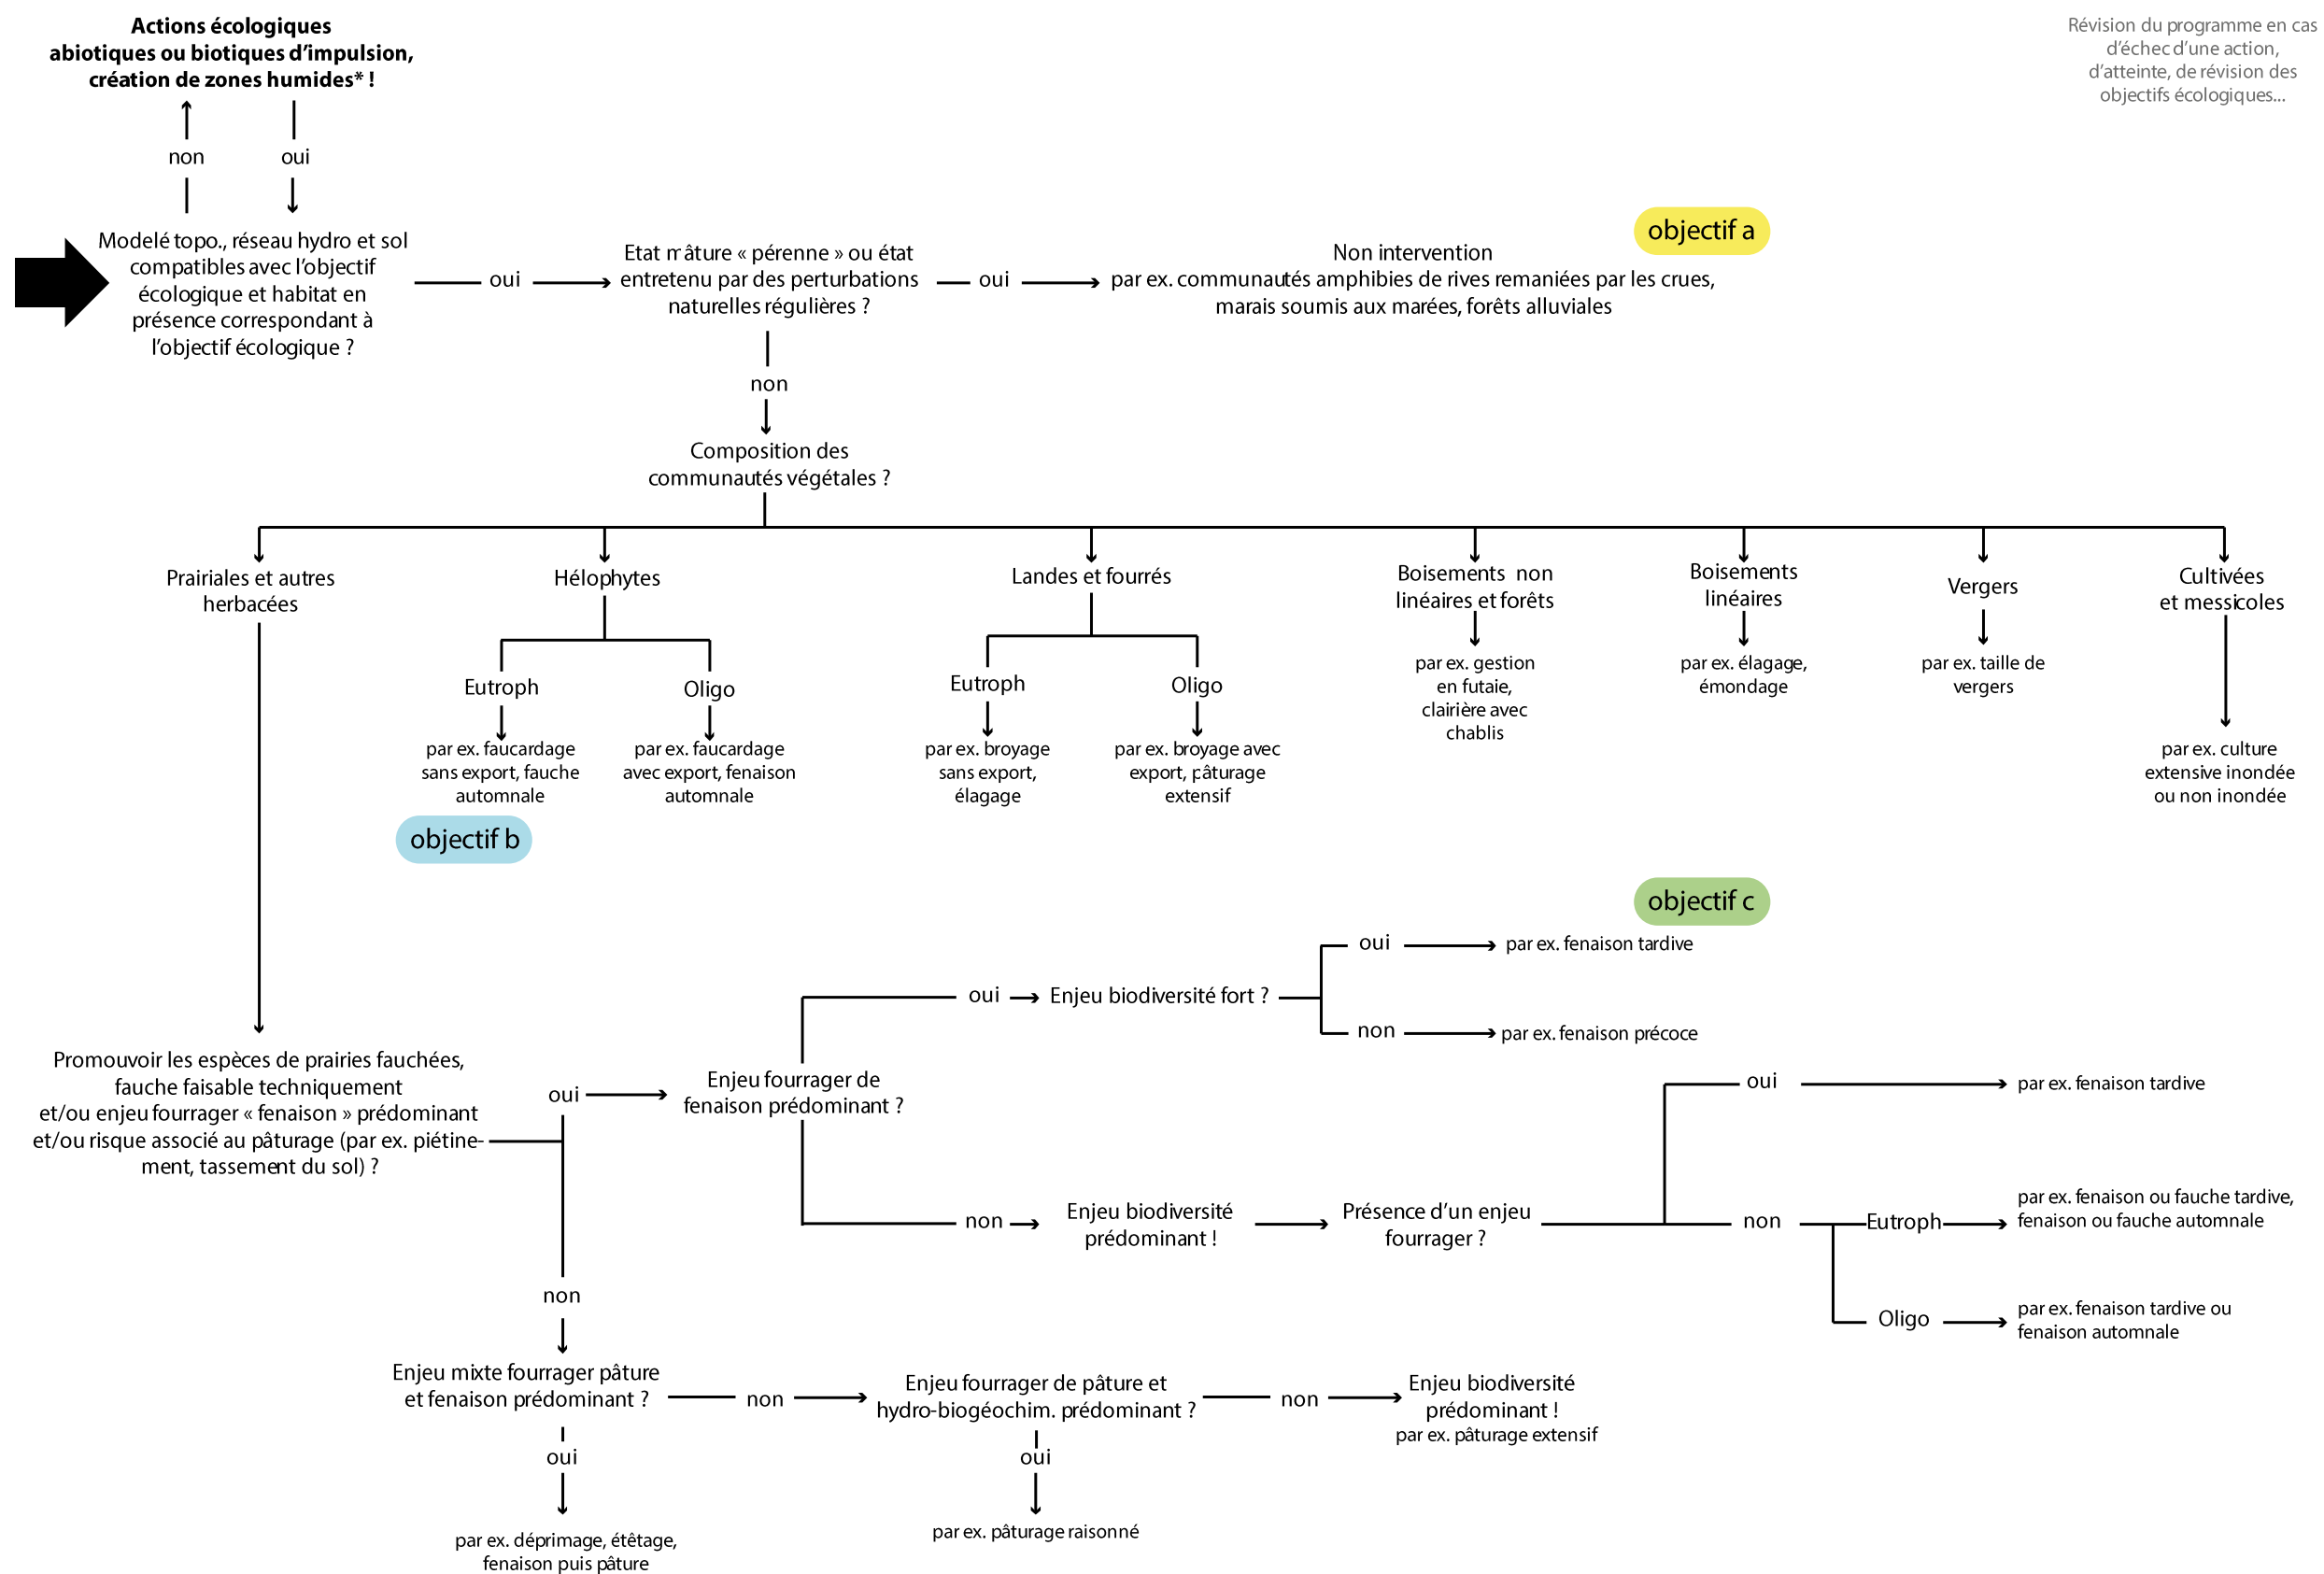 Actions écologiques
abiotiques ou biotiques d'impulsion,
création de zones humides* !
Révision du programme en cas
d'échec d'une action,
d'atteinte, de révision des
objectifs écologiques...
non
oui
Modelé topo., réseau hydro et sol
compatibles avec l'objectif
écologique et habitat en
présence correspondant à
l'objectif écologique ?
oui
Etat mâture « pérenne » ou état
entretenu par des perturbations
naturelles régulières ?
oui
objectif a
Non intervention
par ex. communautés amphibies de rives remaniées par les crues,
marais soumis aux marées, forêts alluviales
non
Composition des
communautés végétales ?
Prairiales et autres
herbacées
Hélophytes
Landes et fourrés
Boisements non
linéaires et forêts
Boisements
linéaires
Vergers
Cultivées
et messicoles
Eutroph
Oligo
Eutroph
Oligo
par ex. gestion
en futaie,
clairière avec
chablis
par ex. élagage,
émondage
par ex. taille de
vergers
par ex. faucardage
sans export, fauche
automnale
par ex. faucardage
avec export, fenaison
automnale
par ex. broyage
sans export,
élagage
par ex. broyage avec
export, pâturage
extensif
par ex. culture
extensive inondée
ou non inondée
objectif b
objectif c
oui
par ex. fenaison tardive
oui
Enjeu biodiversité fort ?
non
par ex. fenaison précoce
Promouvoir les espèces de prairies fauchées,
fauche faisable techniquement
et/ou enjeu fourrager « fenaison » prédominant
et/ou risque associé au pâturage (par ex. piétine-
ment, tassement du sol) ?
oui
Enjeu fourrager de
fenaison prédominant ?
oui
par ex. fenaison tardive
non
Enjeu biodiversité
prédominant !
Présence d'un enjeu
fourrager ?
non
Eutroph
par ex. fenaison ou fauche tardive,
fenaison ou fauche automnale
Oligo
par ex. fenaison tardive ou
fenaison automnale
non
Enjeu mixte fourrager pâture
et fenaison prédominant ?
non
Enjeu fourrager de pâture et
hydro-biogéochim. prédominant ?
non
Enjeu biodiversité
prédominant !
par ex. pâturage extensif
oui
oui
par ex. déprimage, étêtage,
fenaison puis pâture
par ex. pâturage raisonné